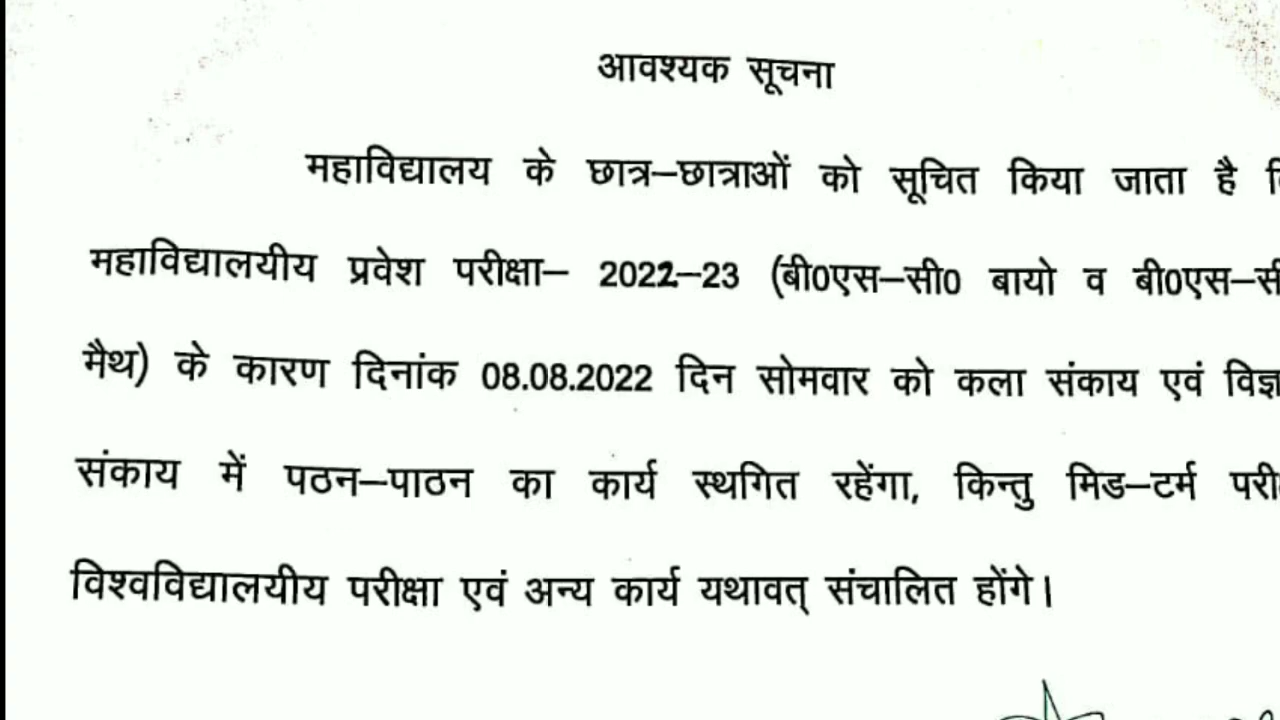 आवश्यक सूचना
महाविद्यालय के छात्र–छात्राओं को सूचित किया जाता है
महाविद्यालयीय प्रवेश परीक्षा– 2022–23 (बी0एस–सी0 बायो व बी0एस–सी
मैथ) के कारण दिनांक 08.08.2022 दिन सोमवार को कला संकाय एवं
संकाय में पठन–पाठन का कार्य स्थगित रहेंगा, किन्तु मिड–टर्म
विश्वविद्यालयीय परीक्षा एवं अन्य कार्य यथावत् संचालित होंगे।